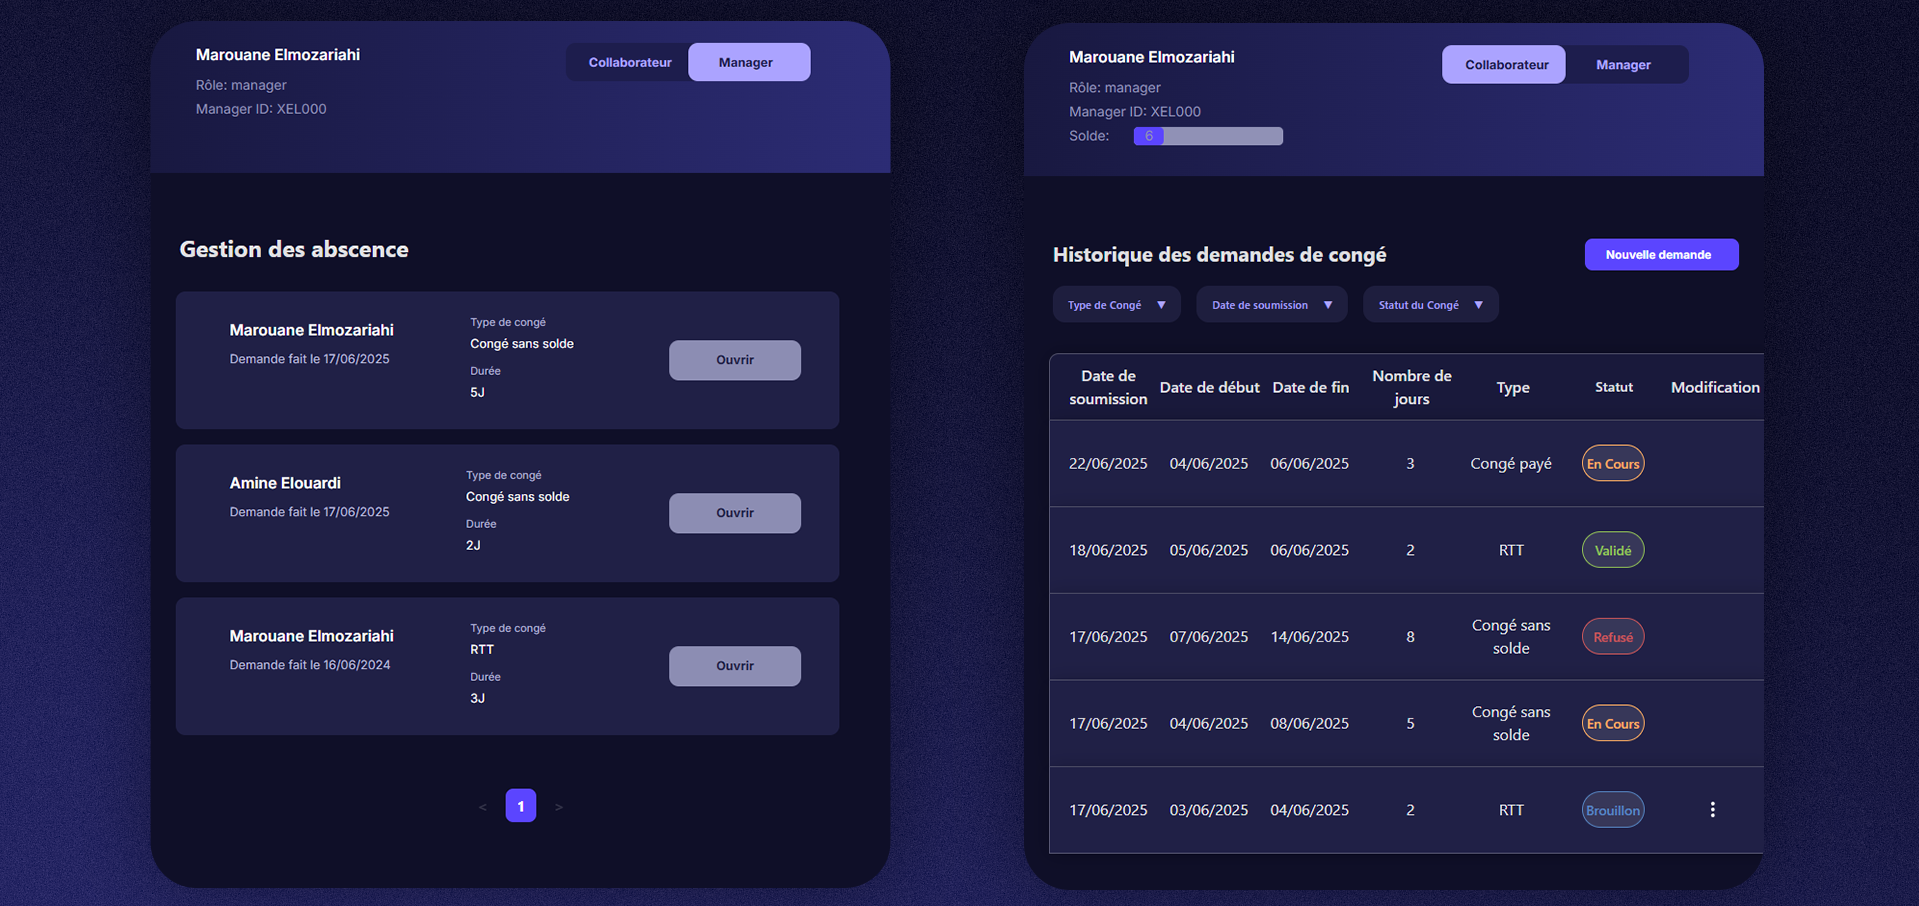 Marouane Elmozariahi
Collaborateur
Manager
Rôle: manager
Manager ID: XEL000
Gestion des abscence
Marouane Elmozariahi
Demande fait le 17/06/2025
Type de congé
Congé sans solde
Durée
5J
Ouvrir
Amine Elouardi
Demande fait le 17/06/2025
Type de congé
Congé sans solde
Durée
2J
Ouvrir
Marouane Elmozariahi
Demande fait le 16/06/2024
Type de congé
RTT
Durée
3J
Ouvrir
< 1 >
Marouane Elmozariahi
Collaborateur
Manager
Rôle: manager
Manager ID: XEL000
Solde: 6
Historique des demandes de congé
Nouvelle demande
Type de Congé ▼
Date de soumission ▼
Statut du Congé ▼
Date de soumission Date de début Date de fin Nombre de jours Type Statut Modification
22/06/2025 04/06/2025 06/06/2025 3 Congé payé En Cours
18/06/2025 05/06/2025 06/06/2025 2 RTT Validé
17/06/2025 07/06/2025 14/06/2025 8 Congé sans solde Refusé
17/06/2025 04/06/2025 08/06/2025 5 Congé sans solde En Cours
17/06/2025 03/06/2025 04/06/2025 2 RTT Brouillon